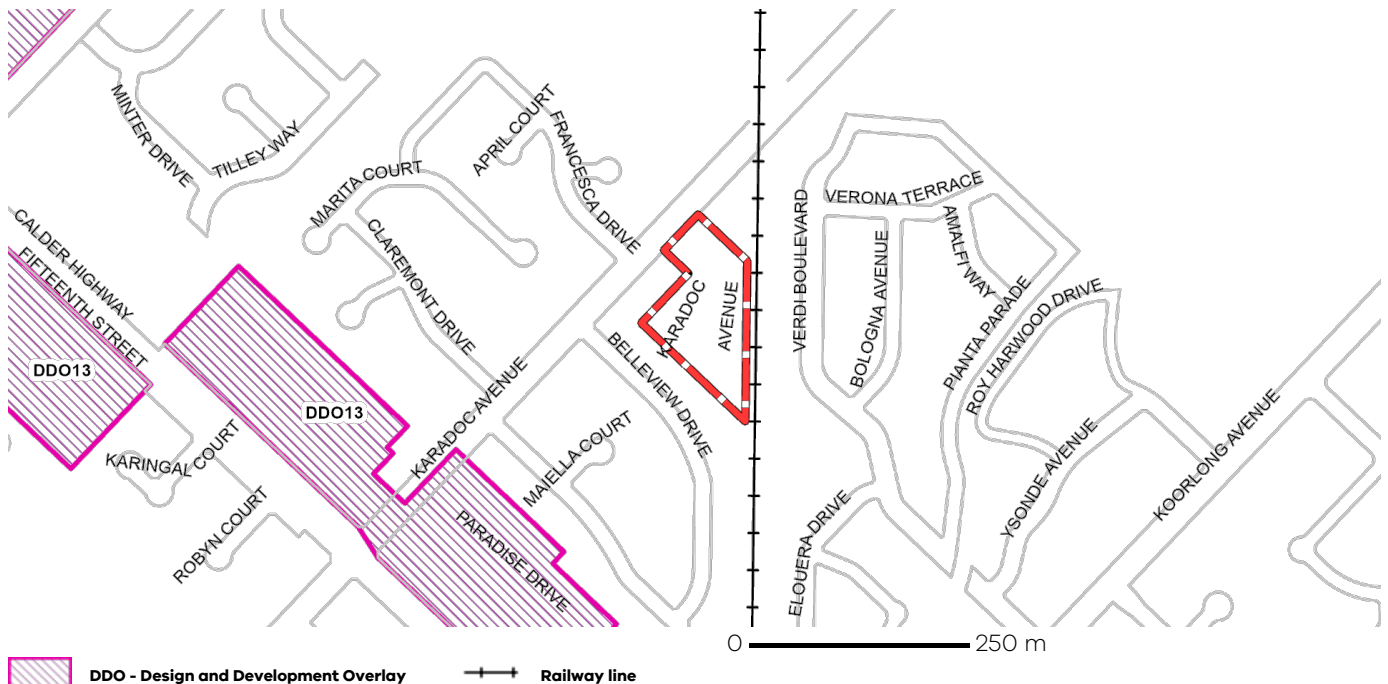 MINTER DRIVE
TILLEY WAY
MARITA COURT
APRIL COURT
FRANCESCA DRIVE
CALDER HIGHWAY
FIFTEENTH STREET
CLAREMONT DRIVE
VERONA TERRACE
VERDI BOULEVARD
BOLOGNA AVENUE
AMALFI WAY
PIANTA PARADE
ROY HARWOOD DRIVE
KARADOC
AVENUE
DDO13
DDO13
KARADOC AVENUE
BELLEVIEW DRIVE
KARINGAL COURT
MAIELLA COURT
ROBYN COURT
PARADISE DRIVE
ELOUERA DRIVE
YSONDE AVENUE
KOORLONG AVENUE
0 250 m
DDO - Design and Development Overlay
Railway line